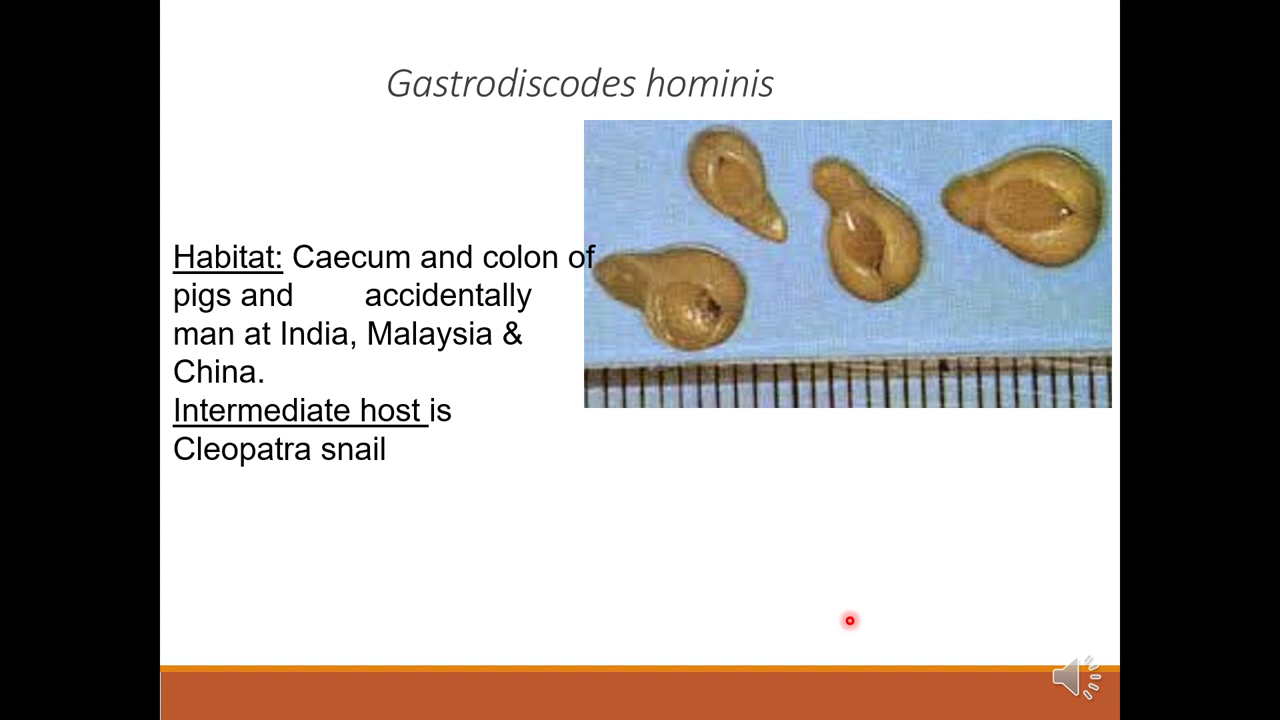 Gastrodiscodes hominis
Habitat: Caecum and colon of
pigs and accidentally
man at India, Malaysia &
China.
Intermediate host is
Cleopatra snail